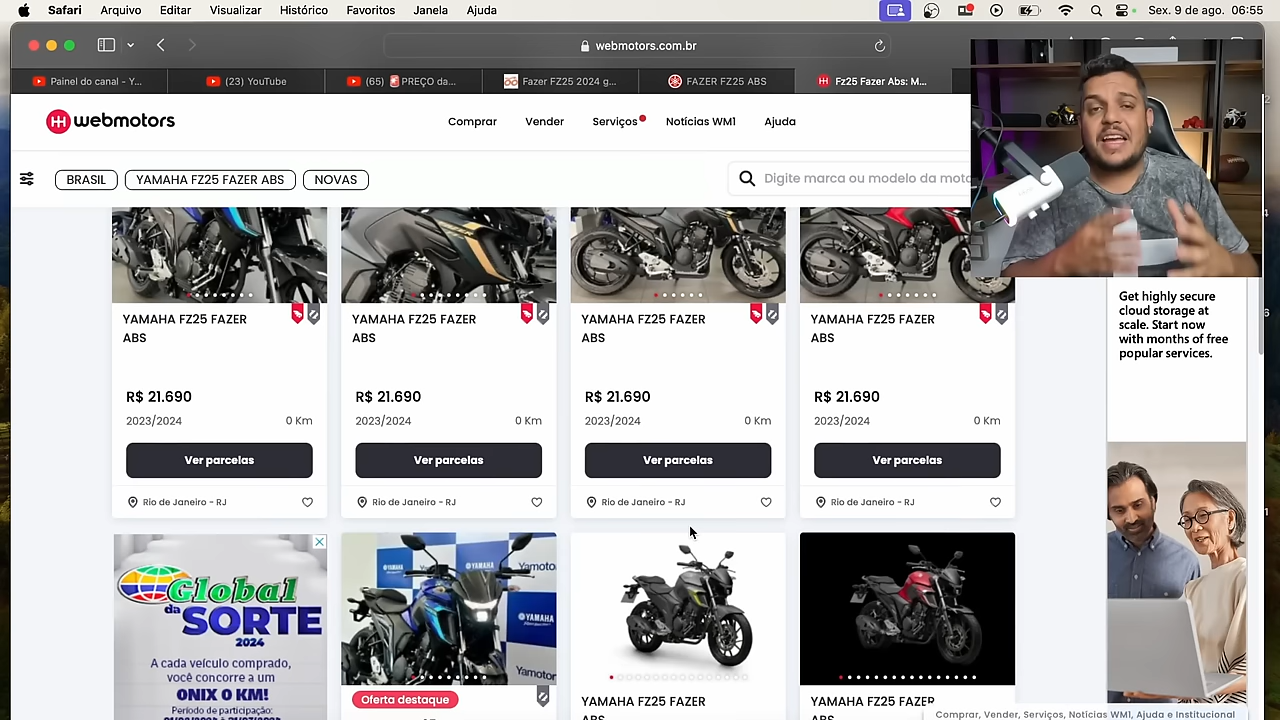 Safari Arquivo Editar Visualizar Histórico Favoritos Janela Ajuda Sex. 9 de ago. 06:55
webmotors.com.br
Painel do canal - Y... (23) YouTube (65) PREÇO da... Fazer FZ25 2024 g... FAZER FZ25 ABS Fz25 Fazer Abs: M...
webmotors Comprar Vender Serviços Notícias WM1 Ajuda
BRASIL YAMAHA FZ25 FAZER ABS NOVAS Digite marca ou modelo da moto
YAMAHA FZ25 FAZER ABS
R$ 21.690
2023/2024 0 Km
Ver parcelas
Rio de Janeiro - RJ
YAMAHA FZ25 FAZER ABS
R$ 21.690
2023/2024 0 Km
Ver parcelas
Rio de Janeiro - RJ
YAMAHA FZ25 FAZER ABS
R$ 21.690
2023/2024 0 Km
Ver parcelas
Rio de Janeiro - RJ
YAMAHA FZ25 FAZER ABS
R$ 21.690
2023/2024 0 Km
Ver parcelas
Rio de Janeiro - RJ
Get highly secure
cloud storage at
scale. Start now
with months of free
popular services.
Global
da SORTE
2024
A cada veículo comprado,
você concorre a um
ONIX 0 KM!
Período de participação:
YAMAHA
Oferta destaque
YAMAHA FZ25 FAZER
ABS
YAMAHA FZ25 FAZER
ABS
Comprar, Vender, Serviços, Notícias WM1, Ajuda e Institucional